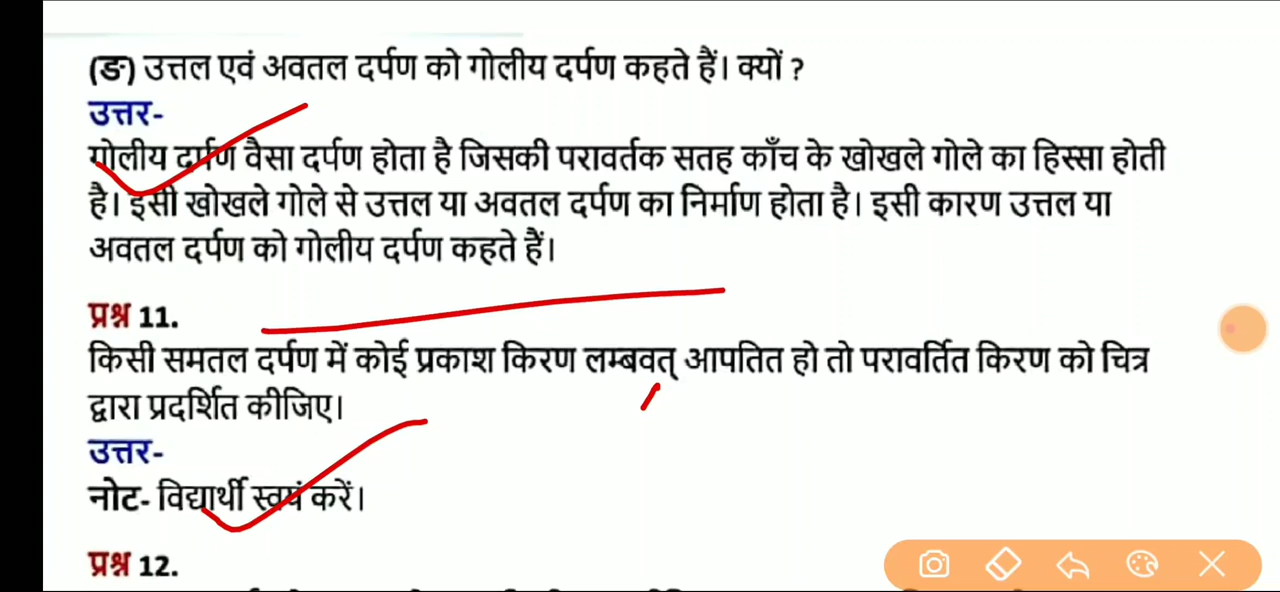 (ङ) उत्तल एवं अवतल दर्पण को गोलीय दर्पण कहते हैं। क्यों ?
उत्तर-
गोलीय दर्पण वैसा दर्पण होता है जिसकी परावर्तक सतह काँच के खोखले गोले का हिस्सा होती
है। इसी खोखले गोले से उत्तल या अवतल दर्पण का निर्माण होता है। इसी कारण उत्तल या
अवतल दर्पण को गोलीय दर्पण कहते हैं।
प्रश्न 11.
किसी समतल दर्पण में कोई प्रकाश किरण लम्बवत् आपतित हो तो परावर्तित किरण को चित्र
द्वारा प्रदर्शित कीजिए।
उत्तर-
नोट- विद्यार्थी स्वयं करें।
प्रश्न 12.